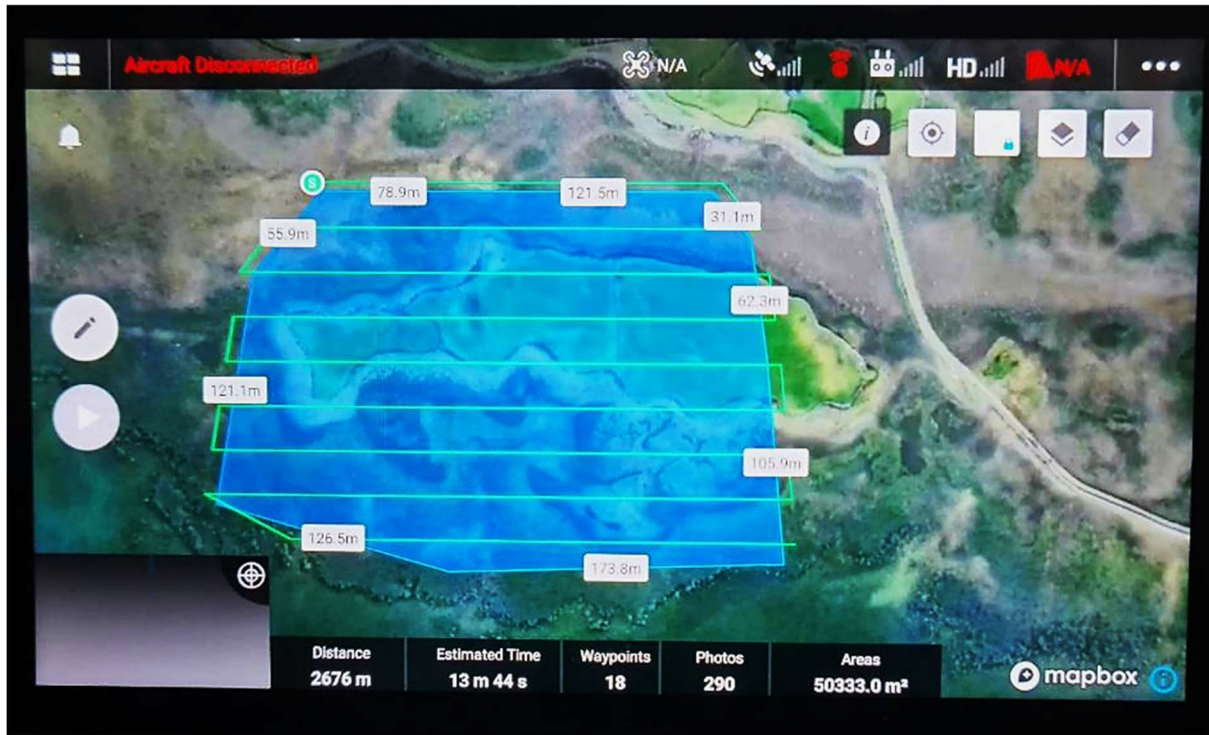 Aircraft Disconnected N/A HD N/A
78.9m 121.5m
31.1m
55.9m
62.3m
121.1m
105.9m
126.5m
173.8m
Distance Estimated Time Waypoints Photos Areas
2676 m 13 m 44 s 18 290 50333.0 m²
mapbox
S
i
i